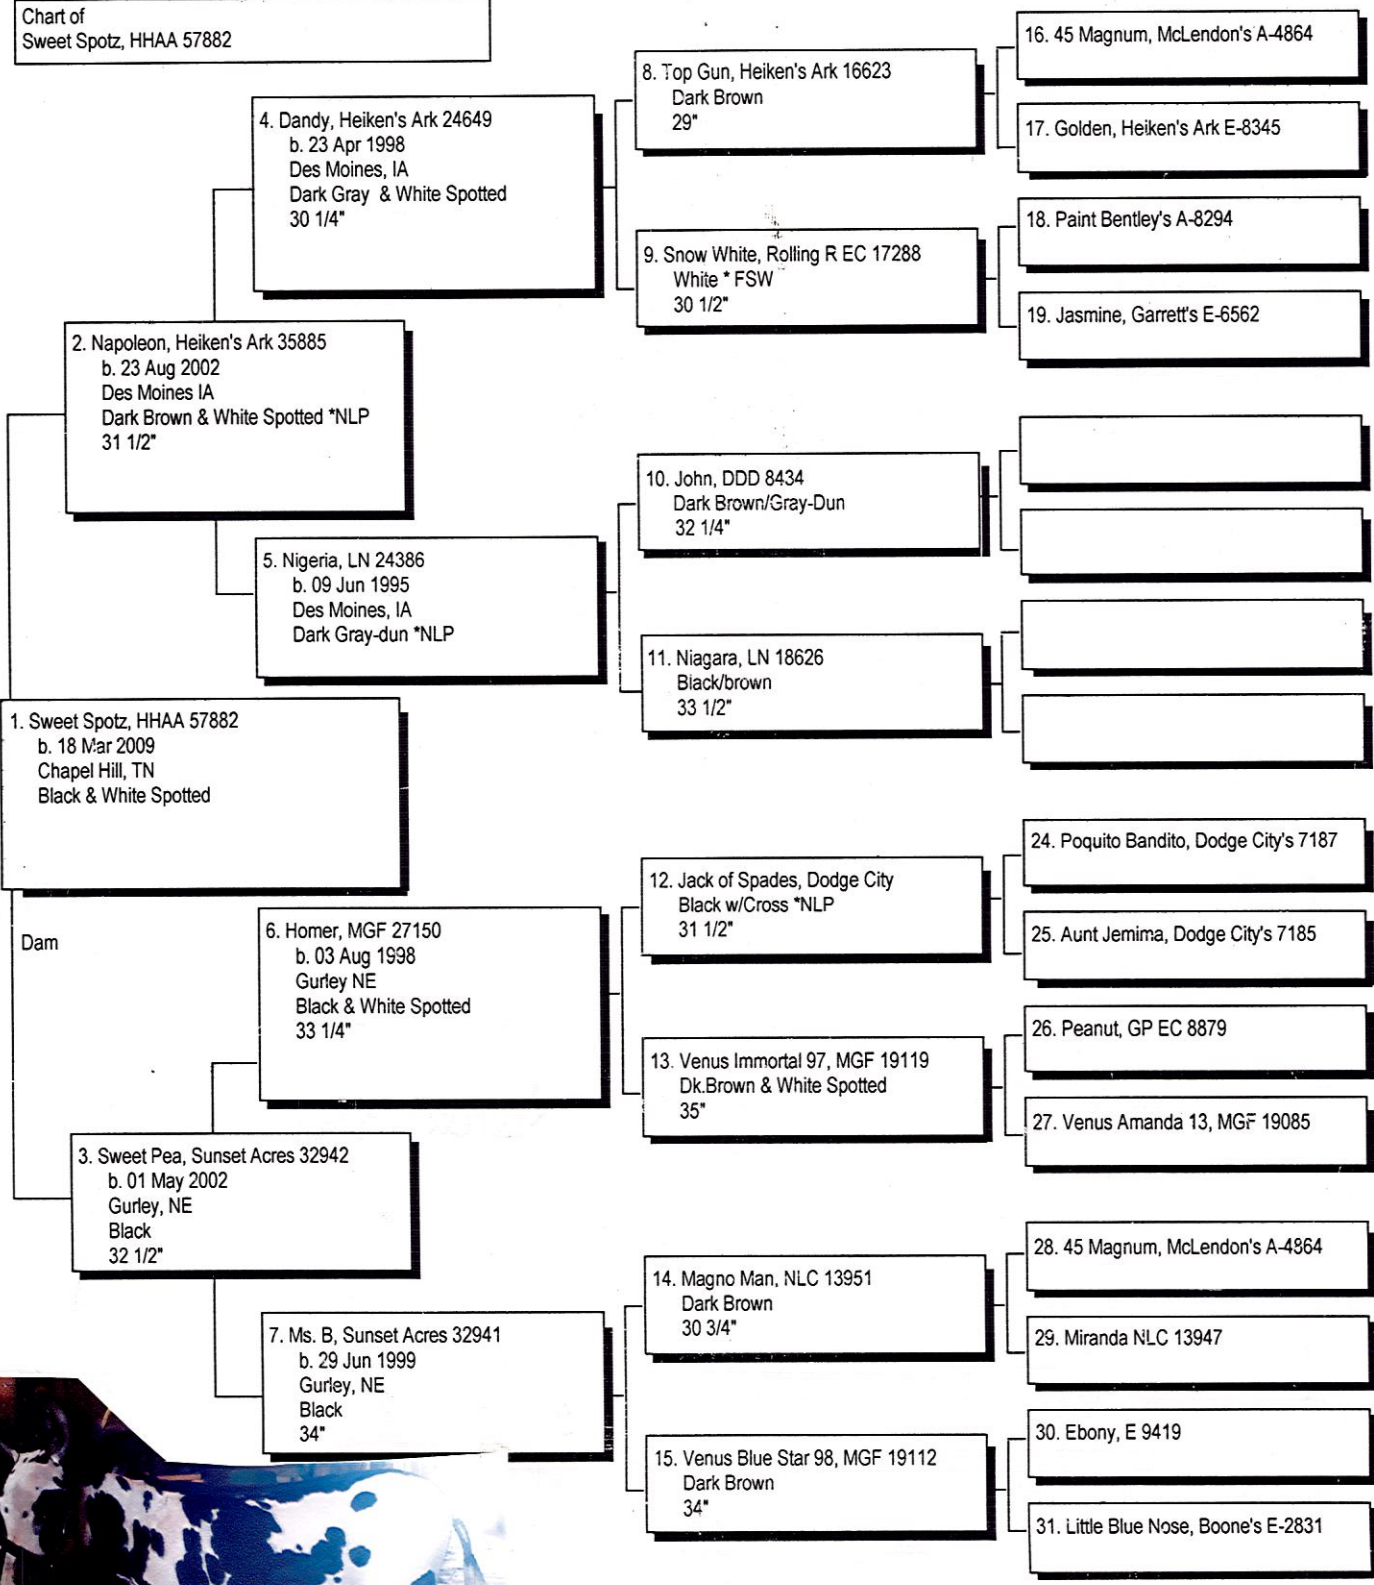 Chart of
Sweet Spotz, HHAA 57882
1. Sweet Spotz, HHAA 57882
b. 18 Mar 2009
Chapel Hill, TN
Black & White Spotted
Dam
2. Napoleon, Heiken's Ark 35885
b. 23 Aug 2002
Des Moines IA
Dark Brown & White Spotted *NLP
31 1/2"
3. Sweet Pea, Sunset Acres 32942
b. 01 May 2002
Gurley, NE
Black
32 1/2"
4. Dandy, Heiken's Ark 24649
b. 23 Apr 1998
Des Moines, IA
Dark Gray & White Spotted
30 1/4"
5. Nigeria, LN 24386
b. 09 Jun 1995
Des Moines, IA
Dark Gray-dun *NLP
6. Homer, MGF 27150
b. 03 Aug 1998
Gurley NE
Black & White Spotted
33 1/4"
7. Ms. B, Sunset Acres 32941
b. 29 Jun 1999
Gurley, NE
Black
34"
8. Top Gun, Heiken's Ark 16623
Dark Brown
29"
9. Snow White, Rolling R EC 17288
White * FSW
30 1/2"
10. John, DDD 8434
Dark Brown/Gray-Dun
32 1/4"
11. Niagara, LN 18626
Black/brown
33 1/2"
12. Jack of Spades, Dodge City
Black w/Cross *NLP
31 1/2"
13. Venus Immortal 97, MGF 19119
Dk.Brown & White Spotted
35"
14. Magno Man, NLC 13951
Dark Brown
30 3/4"
15. Venus Blue Star 98, MGF 19112
Dark Brown
34"
16. 45 Magnum, McLendon's A-4864
17. Golden, Heiken's Ark E-8345
18. Paint Bentley's A-8294
19. Jasmine, Garrett's E-6562
24. Poquito Bandito, Dodge City's 7187
25. Aunt Jemima, Dodge City's 7185
26. Peanut, GP EC 8879
27. Venus Amanda 13, MGF 19085
28. 45 Magnum, McLendon's A-4864
29. Miranda NLC 13947
30. Ebony, E 9419
31. Little Blue Nose, Boone's E-2831